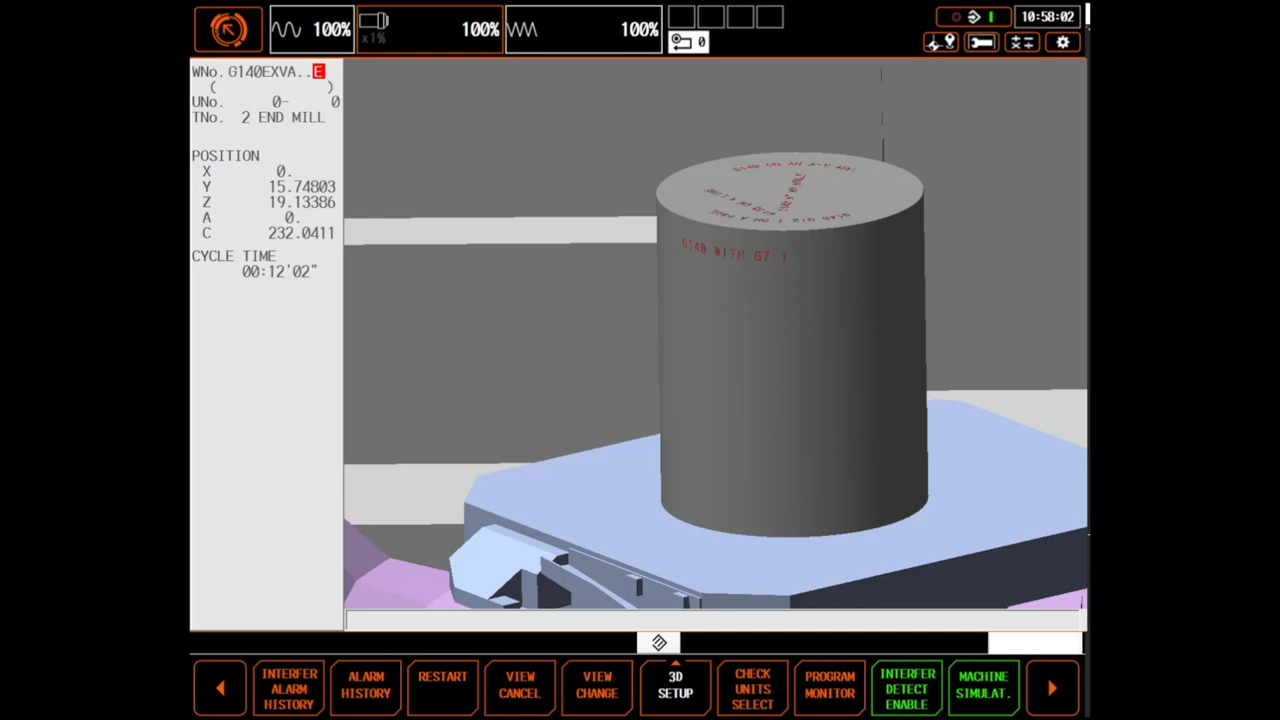 100%
x1%
100%
100%
0
10:58:02
WNo. G140EXVA..E
( )
UNo. 0- 0
TNo. 2 END MILL
POSITION
X 0.
Y 15.74803
Z 19.13386
A 0.
C 232.0411
CYCLE TIME
00:12'02"
G140 WITH G7.1
INTERFER ALARM HISTORY
ALARM HISTORY
RESTART
VIEW CANCEL
VIEW CHANGE
3D SETUP
CHECK UNITS SELECT
PROGRAM MONITOR
INTERFER DETECT ENABLE
MACHINE SIMULAT.